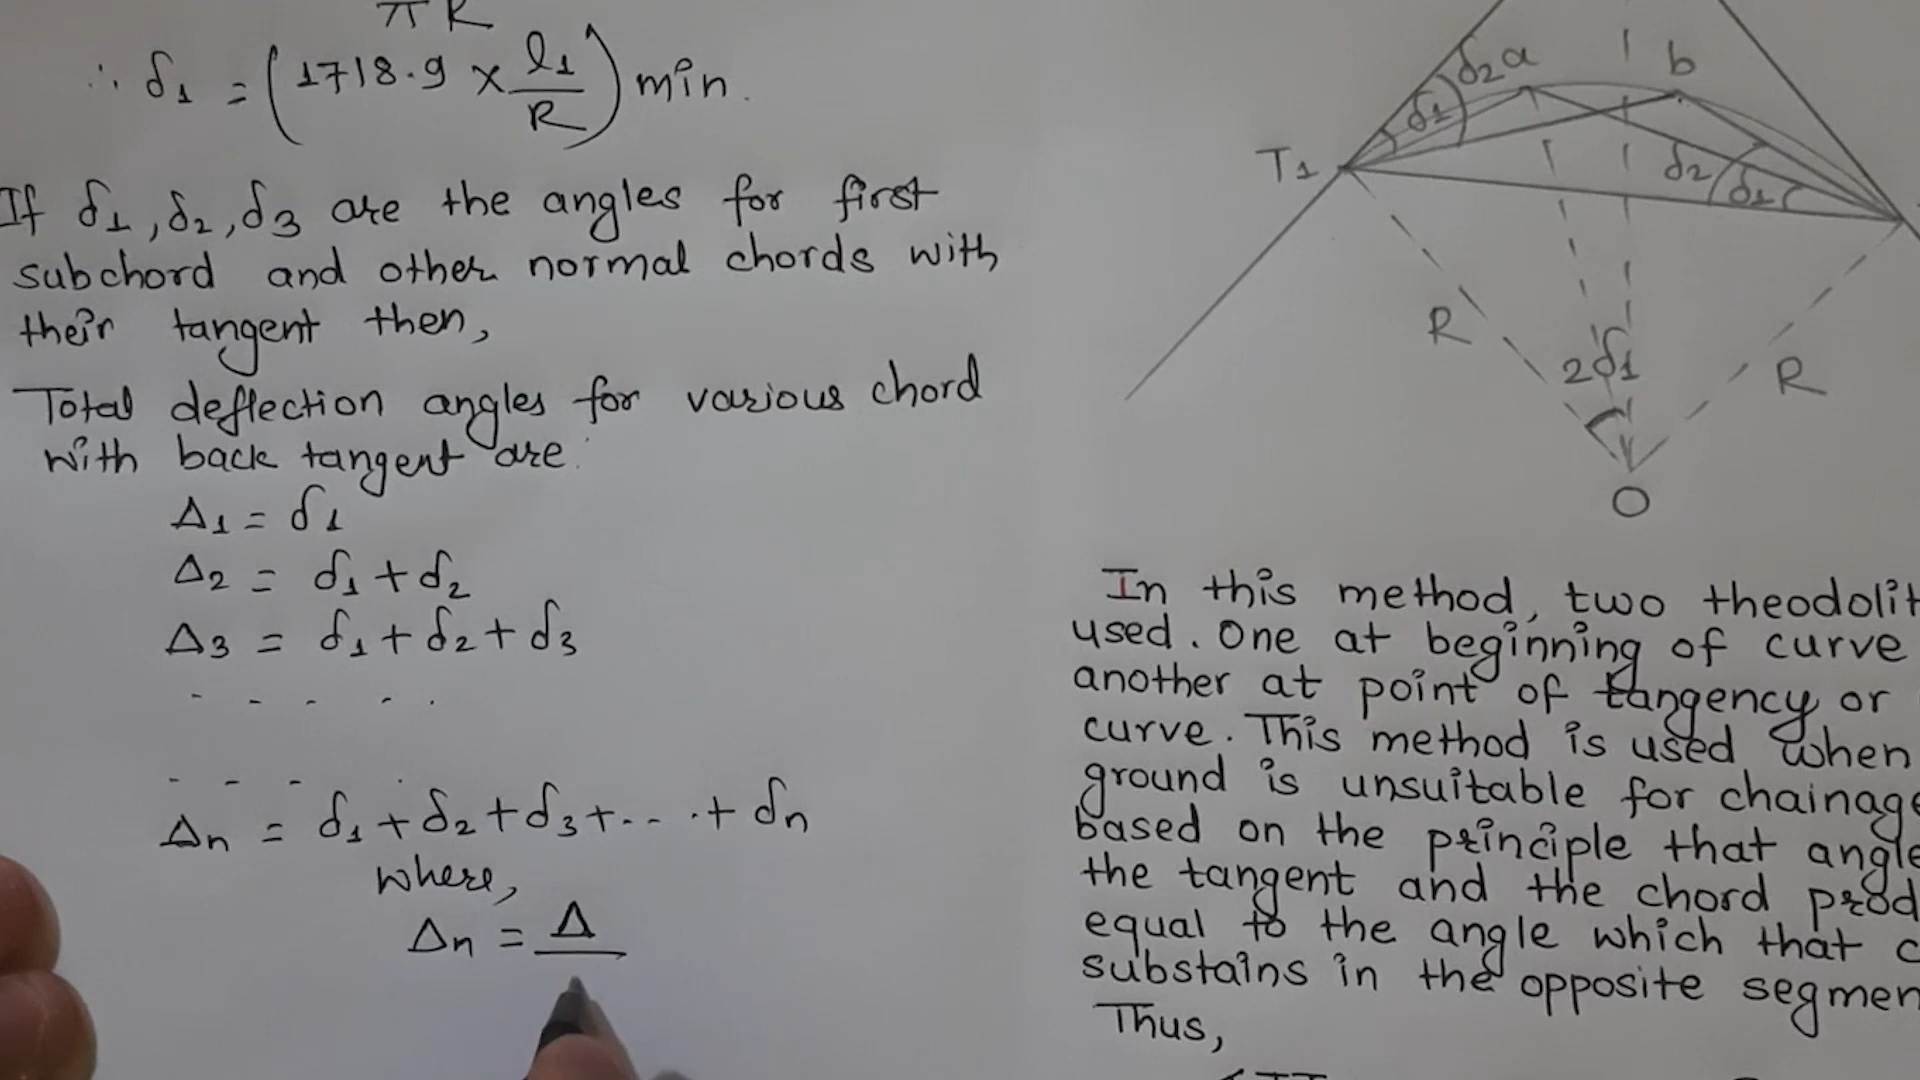 πR
∴ δ1 = (1718.9 × l1/R) min.
If δ1, δ2, δ3 are the angles for first
subchord and other normal chords with
their tangent then,
Total deflection angles for various chord
with back tangent are:
Δ1 = δ1
Δ2 = δ1 + δ2
Δ3 = δ1 + δ2 + δ3
- - - - .
- - - .
Δn = δ1 + δ2 + δ3 + ... + δn
where,
Δn = Δ/
δ2 a b
δ1
T1 δ2 δ1
R 2δ1 R
O
In this method, two theodolit
used. One at beginning of curve
another at point of tangency or
curve. This method is used when
ground is unsuitable for chainage
based on the principle that angle
the tangent and the chord prod
equal to the angle which that c
substains in the opposite segmen
Thus,